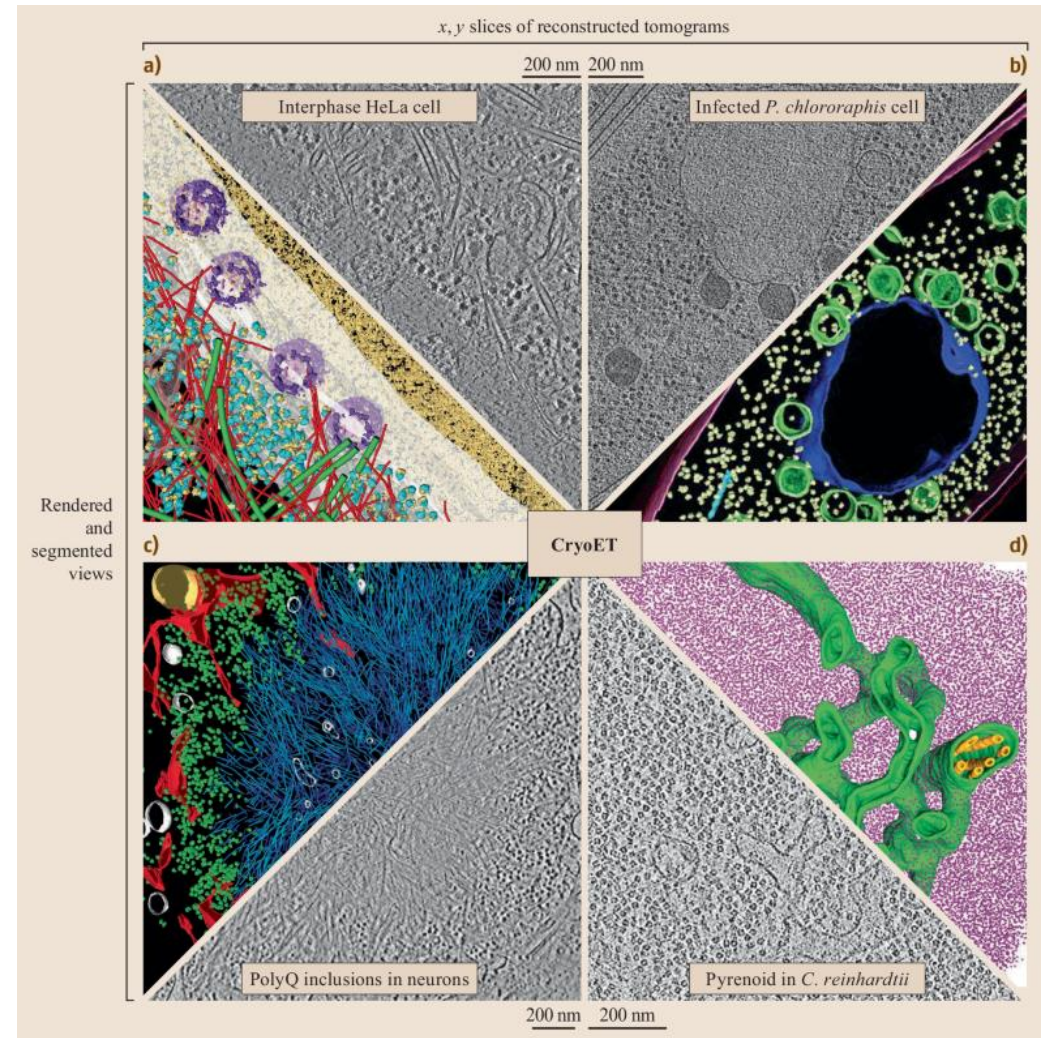 x, y slices of reconstructed tomograms
a)
200 nm
200 nm
b)
Interphase HeLa cell
Infected P. chlororaphis cell
Rendered
and
segmented
views
CryoET
c)
d)
PolyQ inclusions in neurons
Pyrenoid in C. reinhardtii
200 nm
200 nm